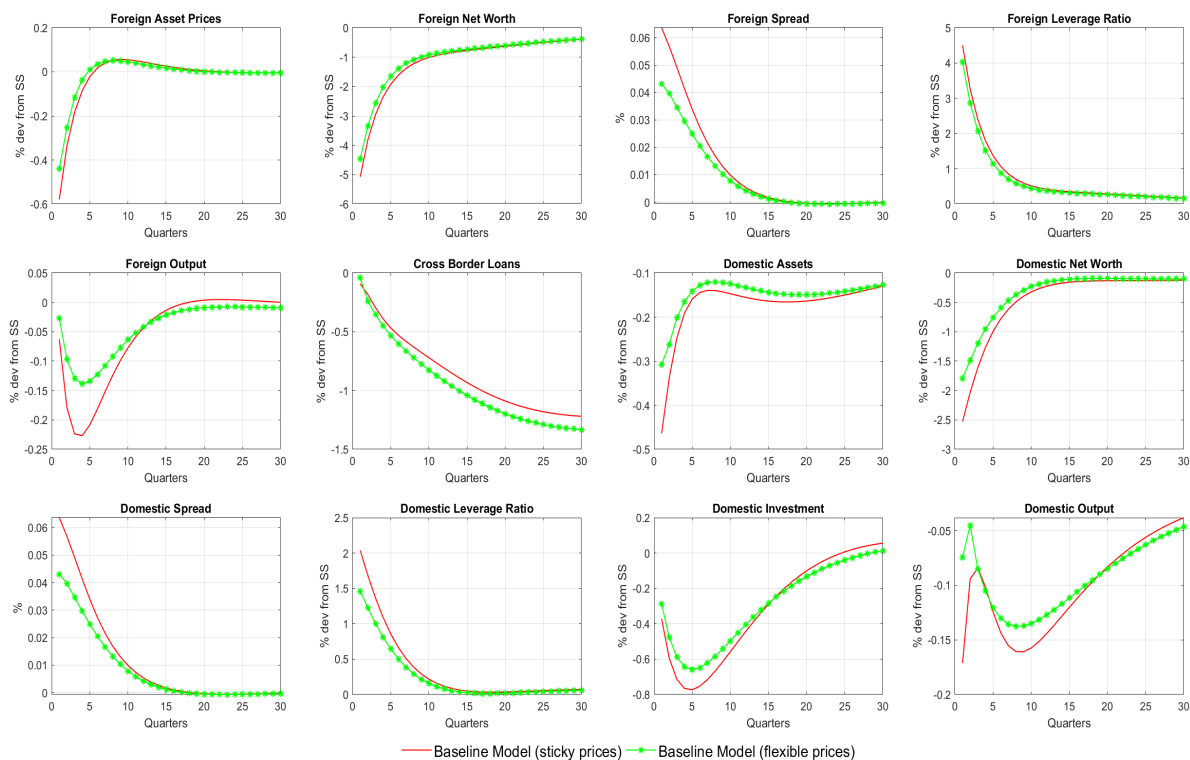 Foreign Asset Prices
% dev from SS
0.2
0
-0.2
-0.4
-0.6
0 5 10 15 20 25 30
Quarters
Foreign Net Worth
% dev from SS
0
-1
-2
-3
-4
-5
-6
0 5 10 15 20 25 30
Quarters
Foreign Spread
%
0.06
0.05
0.04
0.03
0.02
0.01
0
0 5 10 15 20 25 30
Quarters
Foreign Leverage Ratio
% dev from SS
5
4
3
2
1
0
0 5 10 15 20 25 30
Quarters
Foreign Output
% dev from SS
0.05
0
-0.05
-0.1
-0.15
-0.2
-0.25
0 5 10 15 20 25 30
Quarters
Cross Border Loans
% dev from SS
0
-0.5
-1
-1.5
0 5 10 15 20 25 30
Quarters
Domestic Assets
% dev from SS
-0.1
-0.2
-0.3
-0.4
-0.5
0 5 10 15 20 25 30
Quarters
Domestic Net Worth
% dev from SS
0
-0.5
-1
-1.5
-2
-2.5
-3
0 5 10 15 20 25 30
Quarters
Domestic Spread
%
0.06
0.05
0.04
0.03
0.02
0.01
0
0 5 10 15 20 25 30
Quarters
Domestic Leverage Ratio
% dev from SS
2.5
2
1.5
1
0.5
0
0 5 10 15 20 25 30
Quarters
Domestic Investment
% dev from SS
0.2
0
-0.2
-0.4
-0.6
-0.8
0 5 10 15 20 25 30
Quarters
Domestic Output
% dev from SS
-0.05
-0.1
-0.15
-0.2
0 5 10 15 20 25 30
Quarters
Baseline Model (sticky prices) Baseline Model (flexible prices)